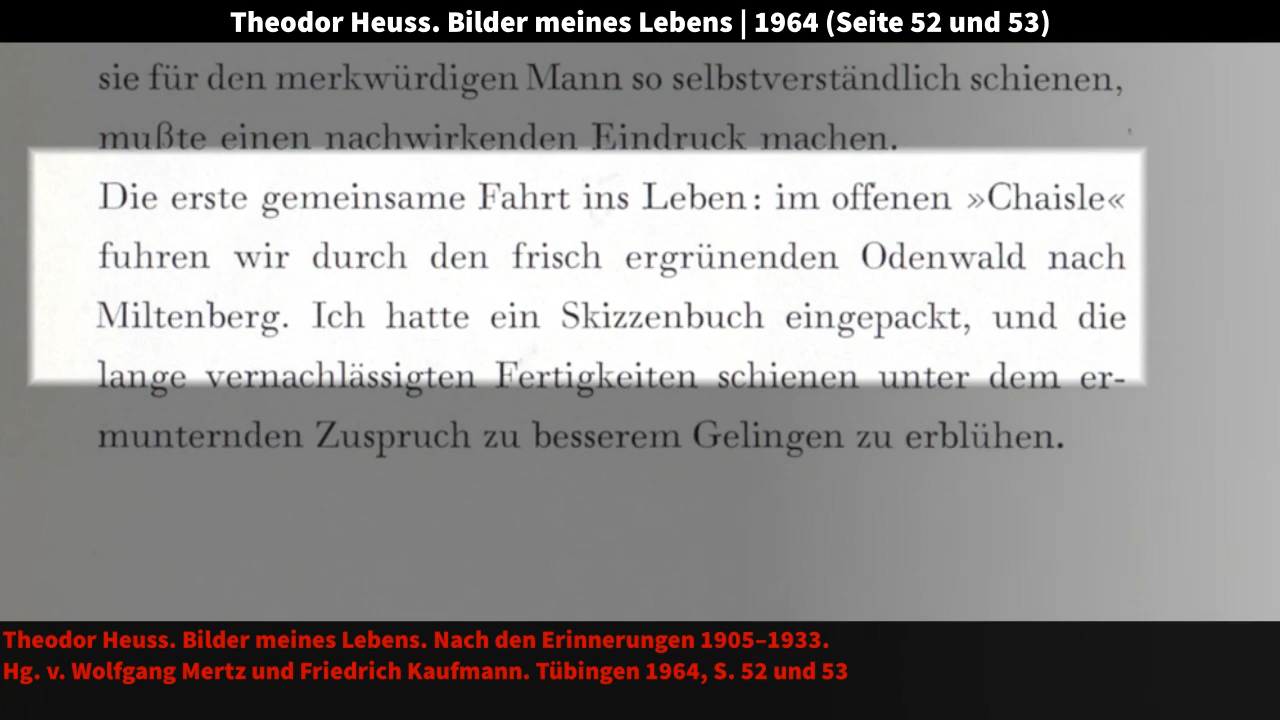 Theodor Heuss. Bilder meines Lebens | 1964 (Seite 52 und 53)
sie für den merkwürdigen Mann so selbstverständlich schienen,
mußte einen nachwirkenden Eindruck machen.
Die erste gemeinsame Fahrt ins Leben: im offenen »Chaisle«
fuhren wir durch den frisch ergrünenden Odenwald nach
Miltenberg. Ich hatte ein Skizzenbuch eingepackt, und die
lange vernachlässigten Fertigkeiten schienen unter dem er-
munternden Zuspruch zu besserem Gelingen zu erblühen.
Theodor Heuss. Bilder meines Lebens. Nach den Erinnerungen 1905–1933.
Hg. v. Wolfgang Mertz und Friedrich Kaufmann. Tübingen 1964, S. 52 und 53